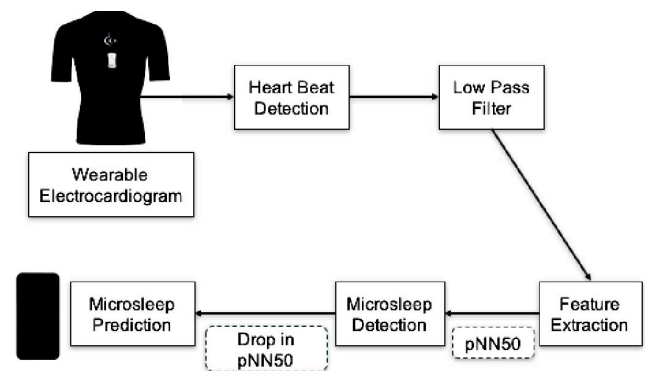 Heart Beat
Detection
Low Pass
Filter
Wearable
Electrocardiogram
Microsleep
Prediction
Drop in
pNN50
Microsleep
Detection
pNN50
Feature
Extraction